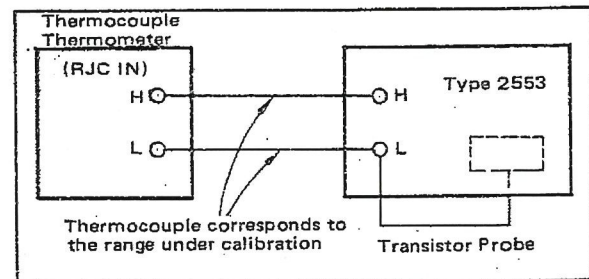 Thermocouple
Thermometer
(RJC IN)
H
H
Type 2553
L
L
Thermocouple corresponds to
the range under calibration
Transistor Probe